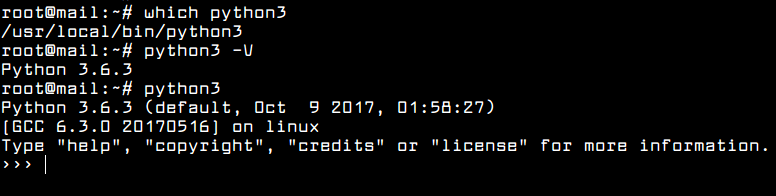 root@mail:~# which python3
/usr/local/bin/python3
root@mail:~# python3 -V
Python 3.6.3
root@mail:~# python3
Python 3.6.3 (default, Oct  9 2017, 01:58:27)
[GCC 6.3.0 20170516] on linux
Type "help", "copyright", "credits" or "license" for more information.
>>>